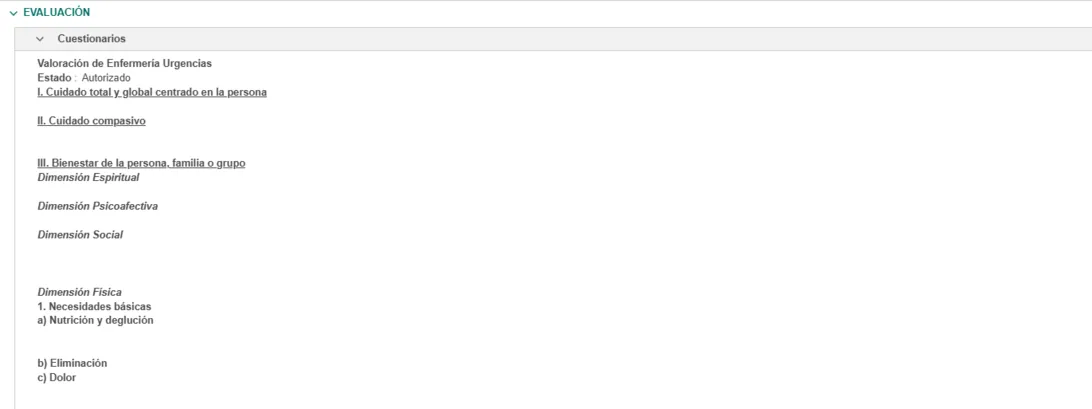 EVALUACIÓN
Cuestionarios
Valoración de Enfermería Urgencias
Estado : Autorizado
I. Cuidado total y global centrado en la persona
II. Cuidado compasivo
III. Bienestar de la persona, familia o grupo
Dimensión Espiritual
Dimensión Psicoafectiva
Dimensión Social
Dimensión Física
1. Necesidades básicas
a) Nutrición y deglución
b) Eliminación
c) Dolor